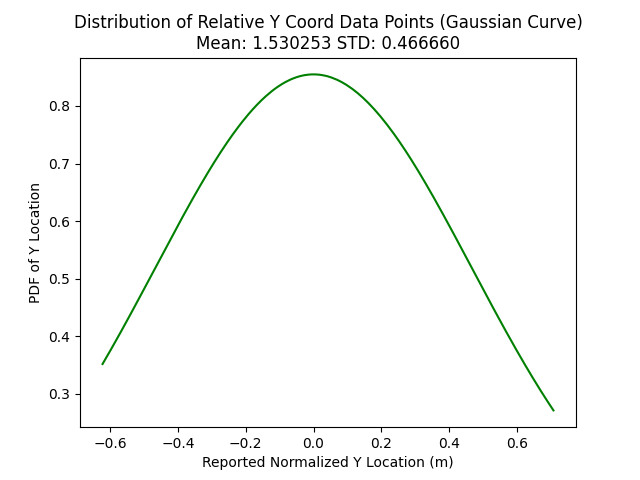 Distribution of Relative Y Coord Data Points (Gaussian Curve)
Mean: 1.530253 STD: 0.466660
PDF of Y Location
0.8
0.7
0.6
0.5
0.4
0.3
−0.6 −0.4 −0.2 0.0 0.2 0.4 0.6
Reported Normalized Y Location (m)